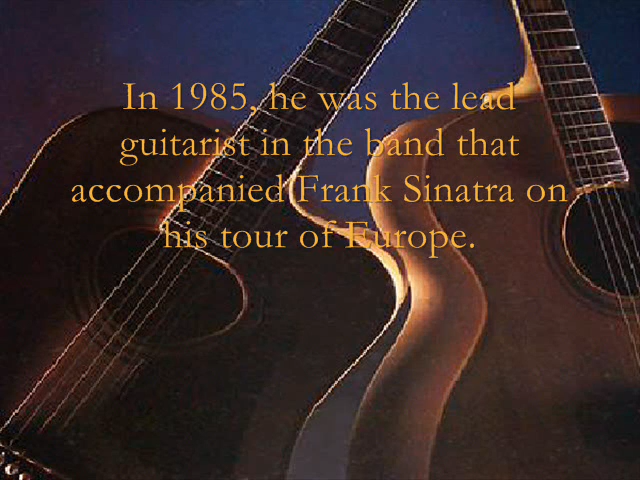 In 1985, he was the lead
guitarist in the band that
accompanied Frank Sinatra on
his tour of Europe.